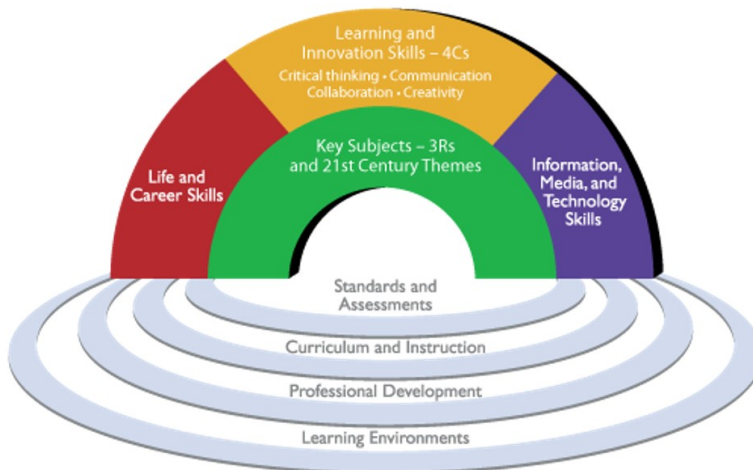 Learning and
Innovation Skills – 4Cs
Critical thinking • Communication
Collaboration • Creativity
Key Subjects – 3Rs
and 21st Century Themes
Life and
Career Skills
Information,
Media, and
Technology
Skills
Standards and
Assessments
Curriculum and Instruction
Professional Development
Learning Environments